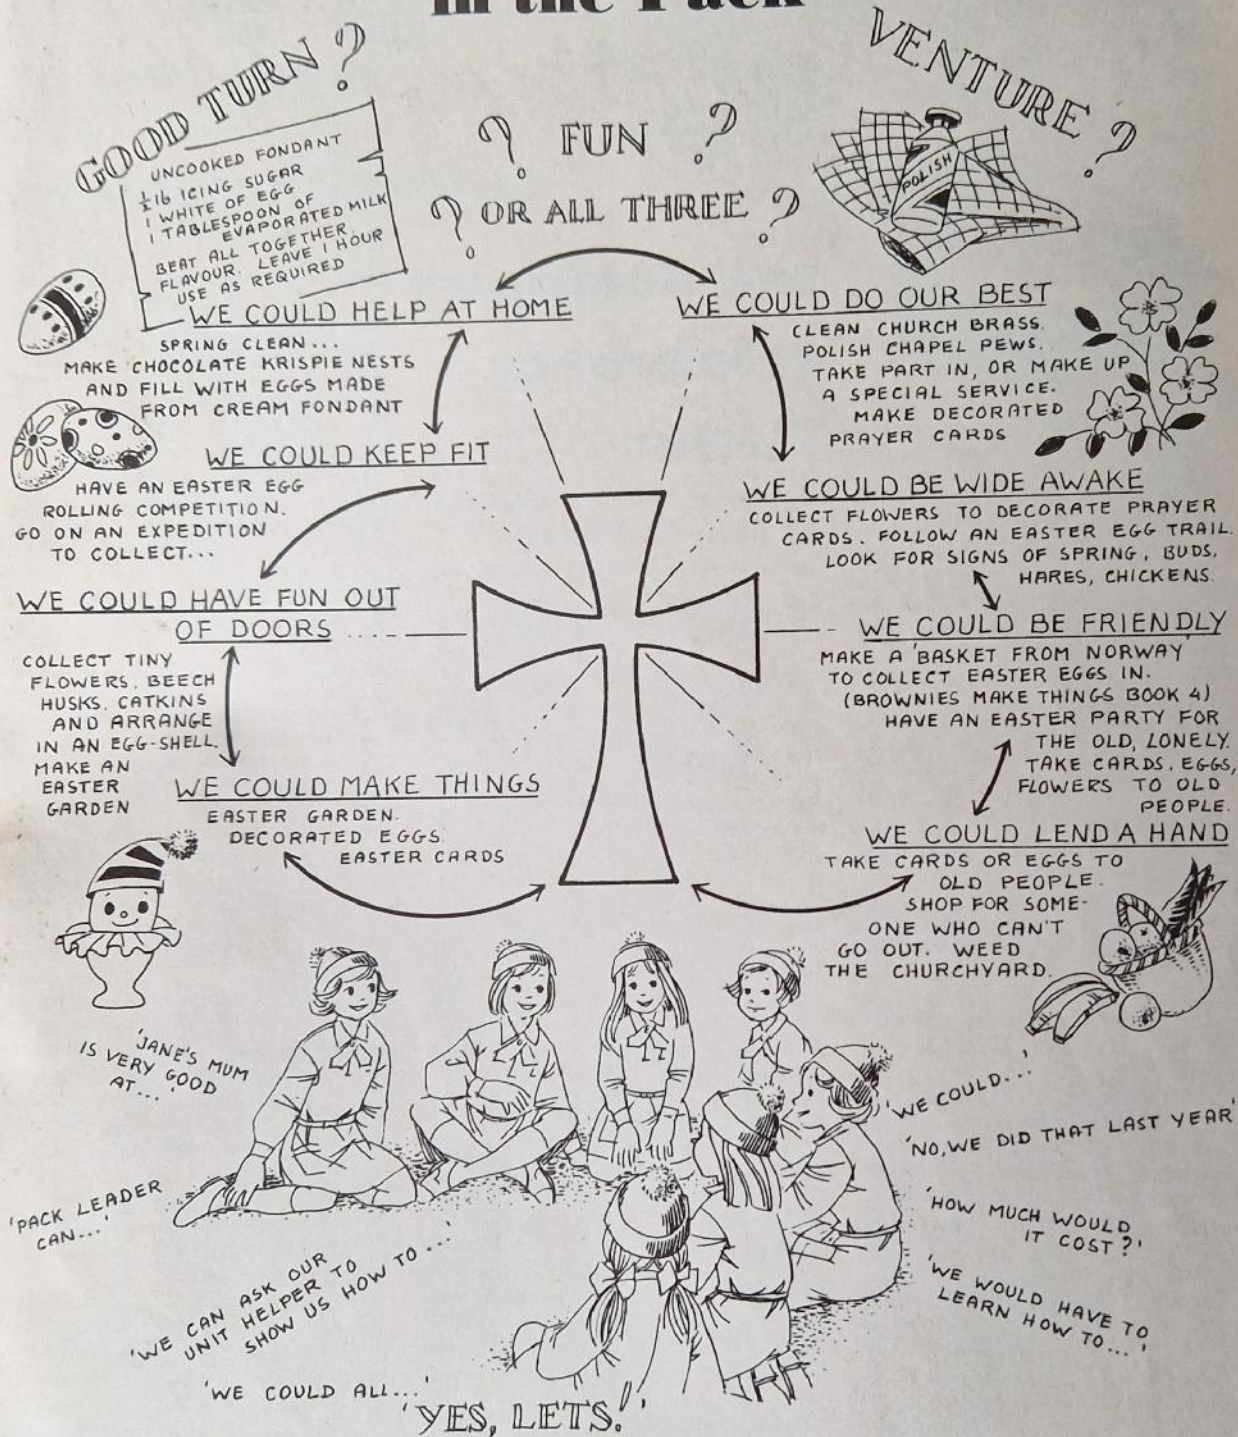 in the Pack
GOOD TURN?
? FUN ?
? OR ALL THREE ?
VENTURE?
UNCOOKED FONDANT
½lb ICING SUGAR
1 WHITE OF EGG
1 TABLESPOON OF
EVAPORATED MILK
BEAT ALL TOGETHER.
FLAVOUR. LEAVE 1 HOUR
USE AS REQUIRED
POLISH
WE COULD HELP AT HOME
SPRING CLEAN...
MAKE CHOCOLATE KRISPIE NESTS
AND FILL WITH EGGS MADE
FROM CREAM FONDANT
WE COULD KEEP FIT
HAVE AN EASTER EGG
ROLLING COMPETITION.
GO ON AN EXPEDITION
TO COLLECT...
WE COULD HAVE FUN OUT
OF DOORS
COLLECT TINY
FLOWERS, BEECH
HUSKS, CATKINS
AND ARRANGE
IN AN EGG-SHELL.
MAKE AN
EASTER
GARDEN
WE COULD MAKE THINGS
EASTER GARDEN.
DECORATED EGGS.
EASTER CARDS
WE COULD DO OUR BEST
CLEAN CHURCH BRASS.
POLISH CHAPEL PEWS.
TAKE PART IN, OR MAKE UP
A SPECIAL SERVICE.
MAKE DECORATED
PRAYER CARDS
WE COULD BE WIDE AWAKE
COLLECT FLOWERS TO DECORATE PRAYER
CARDS. FOLLOW AN EASTER EGG TRAIL.
LOOK FOR SIGNS OF SPRING, BUDS,
HARES, CHICKENS.
WE COULD BE FRIENDLY
MAKE A BASKET FROM NORWAY
TO COLLECT EASTER EGGS IN.
(BROWNIES MAKE THINGS BOOK 4)
HAVE AN EASTER PARTY FOR
THE OLD, LONELY.
TAKE CARDS, EGGS,
FLOWERS TO OLD
PEOPLE.
WE COULD LEND A HAND
TAKE CARDS OR EGGS TO
OLD PEOPLE.
SHOP FOR SOME-
ONE WHO CAN'T
GO OUT. WEED
THE CHURCHYARD.
'JANE'S MUM
IS VERY GOOD
AT...'
'PACK LEADER
CAN...'
'WE CAN ASK OUR
UNIT HELPER TO
SHOW US HOW TO...'
'WE COULD ALL...'
'WE COULD...'
'NO, WE DID THAT LAST YEAR'
'HOW MUCH WOULD
IT COST?'
'WE WOULD HAVE TO
LEARN HOW TO...'
'YES, LETS!'